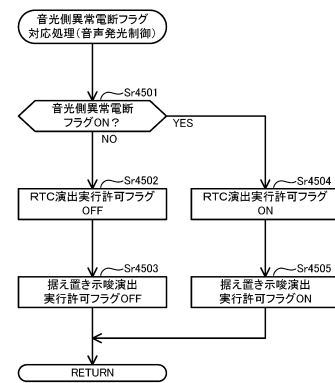 音光側異常電断フラグ
対応処理(音声発光制御)
Sr4501
音光側異常電断
フラグON?
YES
NO
Sr4502
RTC演出実行許可フラグ
OFF
Sr4504
RTC演出実行許可フラグ
ON
Sr4503
据え置き示唆演出
実行許可フラグOFF
Sr4505
据え置き示唆演出
実行許可フラグON
RETURN